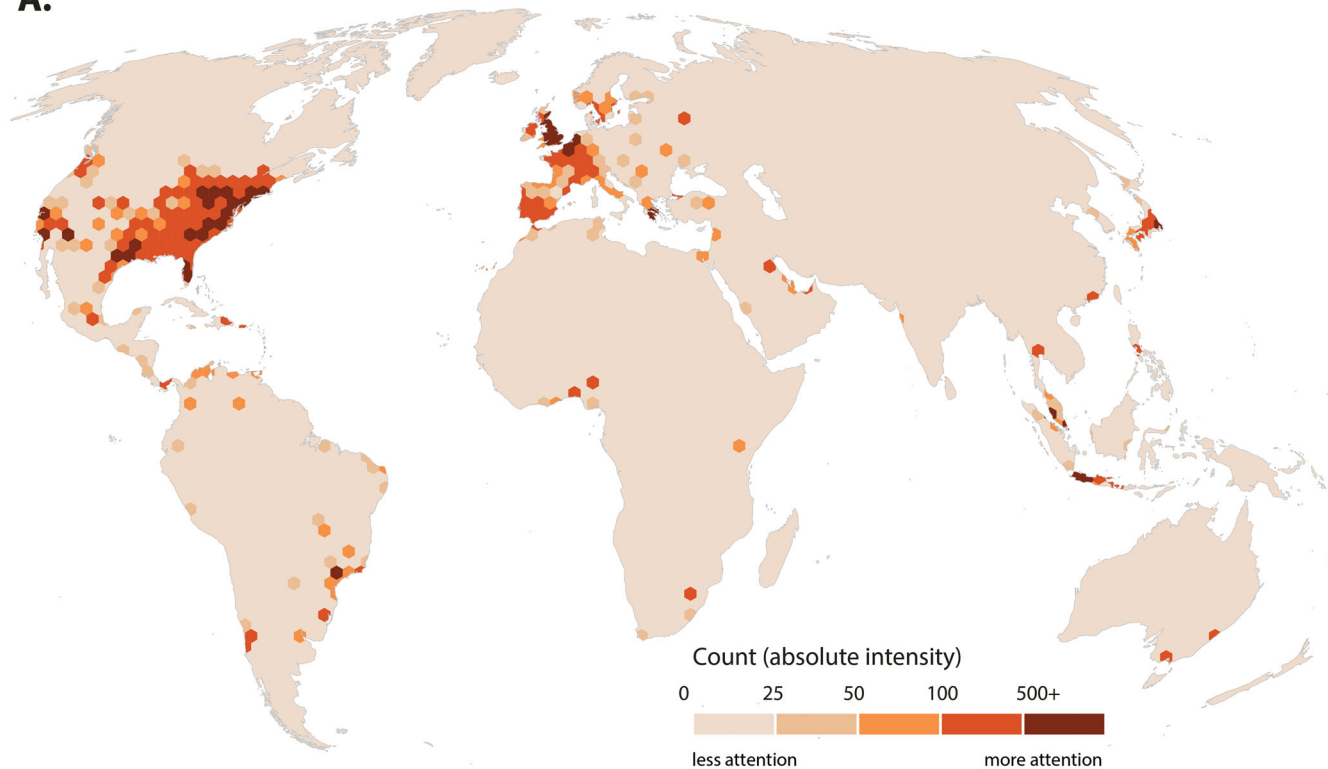 A.
Count (absolute intensity)
0 25 50 100 500+
less attention more attention